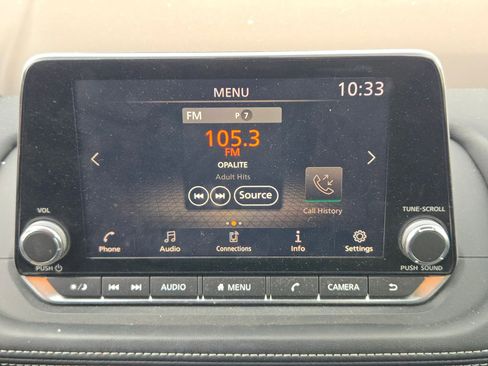 MENU 10:33
FM P 7
105.3
FM
OPALITE
Adult Hits
Source
Call History
VOL TUNE·SCROLL
Phone Audio Connections Info Settings
PUSH PUSH SOUND
AUDIO MENU CAMERA